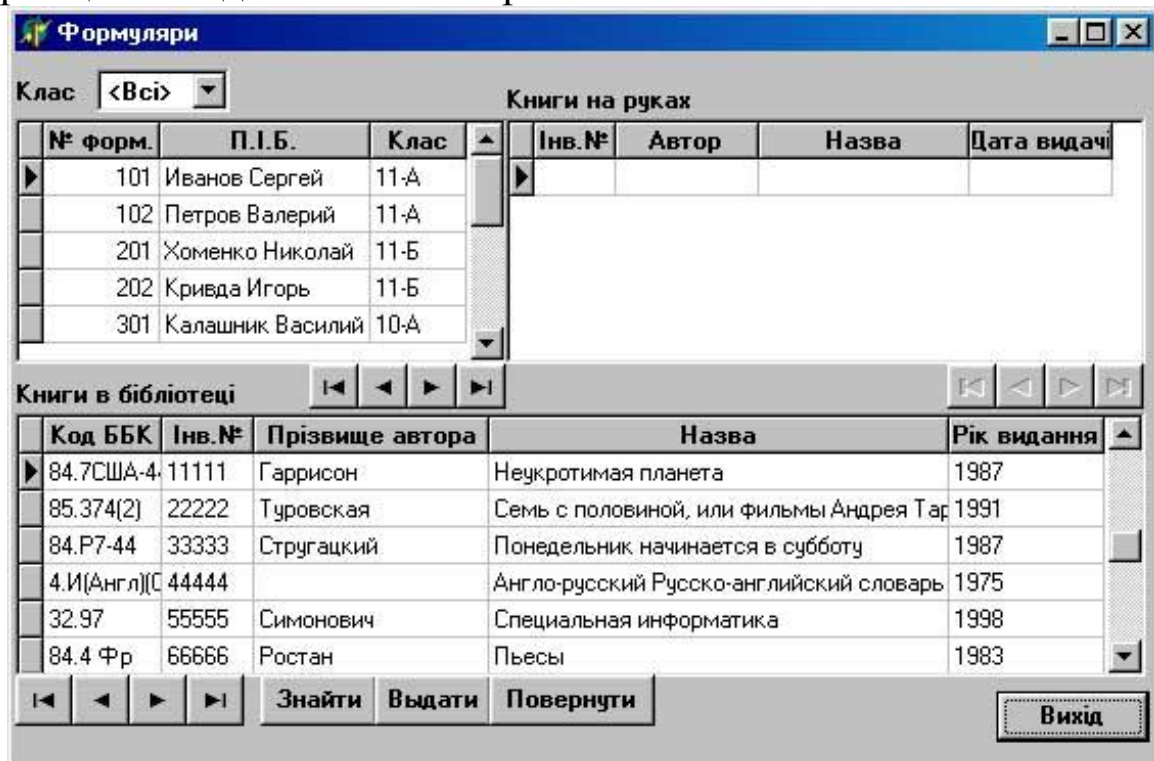 Формуляри
Клас <Всі>
Книги на руках
№ форм. П.І.Б. Клас
101 Иванов Сергей 11-А
102 Петров Валерий 11-А
201 Хоменко Николай 11-Б
202 Кривда Игорь 11-Б
301 Калашник Василий 10-А
Інв.№ Автор Назва Дата видачі
Книги в бібліотеці
Код ББК Інв.№ Прізвище автора Назва Рік видання
84.7США-4 11111 Гаррисон Неукротимая планета 1987
85.374(2) 22222 Туровская Семь с половиной, или фильмы Андрея Тар 1991
84.Р7-44 33333 Стругацкий Понедельник начинается в субботу 1987
4.И(Англ)(С 44444 Англо-русский Русско-английский словарь 1975
32.97 55555 Симонович Специальная информатика 1998
84.4 Фр 66666 Ростан Пьесы 1983
Знайти Выдати Повернути
Вихід